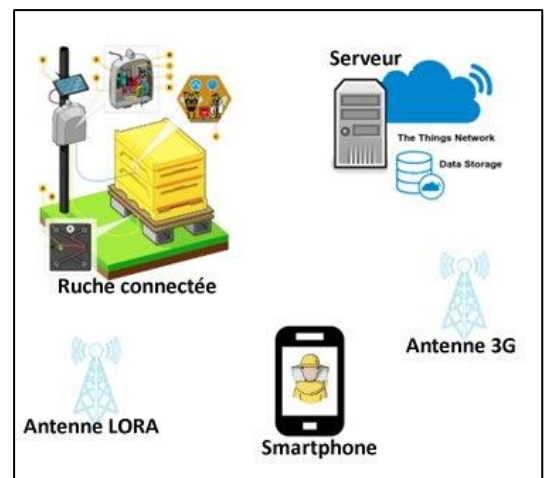 Serveur
The Things Network
Data Storage
Ruche connectée
Antenne 3G
Antenne LORA
Smartphone